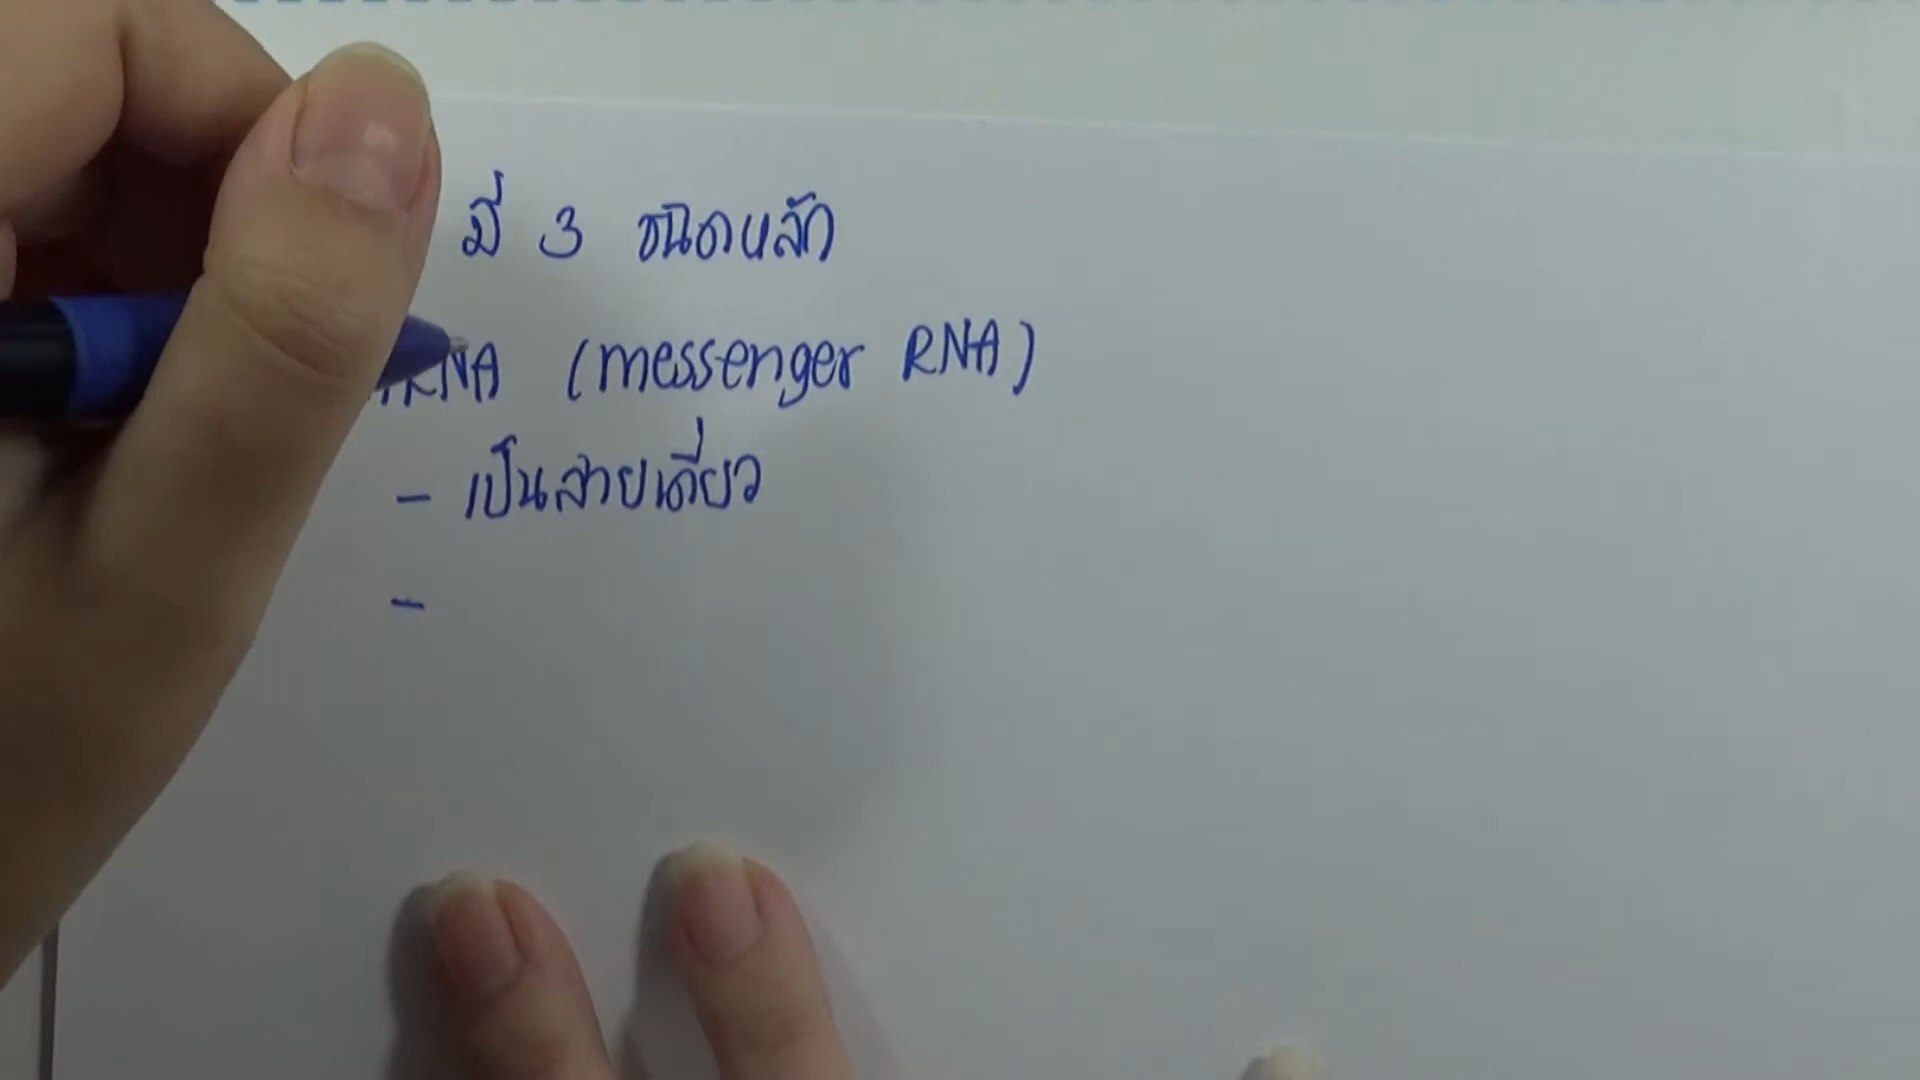 มี 3 ชนิดหลัก
mRNA (messenger RNA)
- เป็นสายเดี่ยว
-